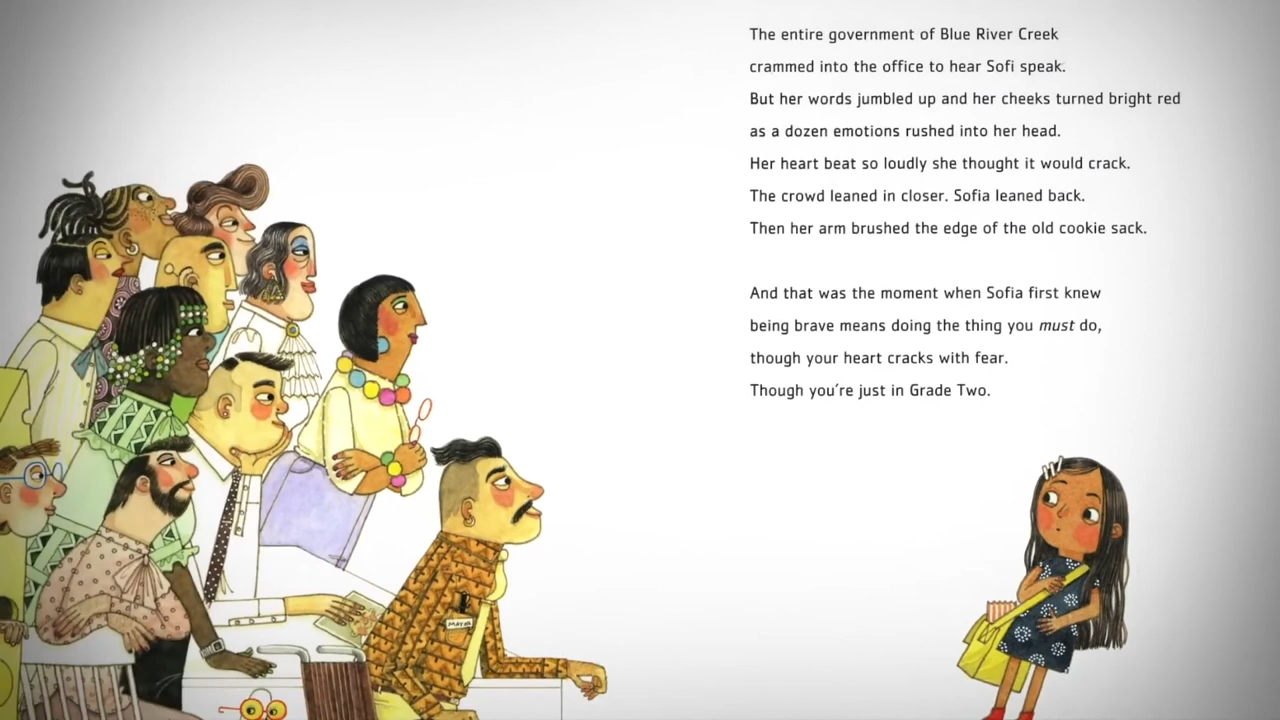 The entire government of Blue River Creek
crammed into the office to hear Sofi speak.
But her words jumbled up and her cheeks turned bright red
as a dozen emotions rushed into her head.
Her heart beat so loudly she thought it would crack.
The crowd leaned in closer. Sofia leaned back.
Then her arm brushed the edge of the old cookie sack.
And that was the moment when Sofia first knew
being brave means doing the thing you must do,
though your heart cracks with fear.
Though you're just in Grade Two.
MAYOR